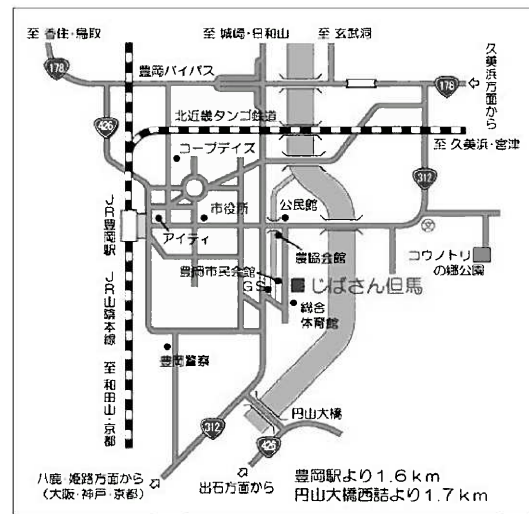 至 香住・鳥取
至 城崎・日和山
至 玄武洞
178
豊岡バイパス
178
久美浜方面から
426
北近畿タンゴ鉄道
至 久美浜・宮津
コープデイズ
312
JR豊岡駅
市役所
公民館
アイティ
農協会館
コウノトリ
の郷公園
豊岡市民会館
GS
じばさん但馬
総合
体育館
JR山陰本線
豊岡警察
至 和田山・京都
312
円山大橋
426
八鹿・姫路方面から
(大阪・神戸・京都)
出石方面から
豊岡駅より1.6km
円山大橋西詰より1.7km